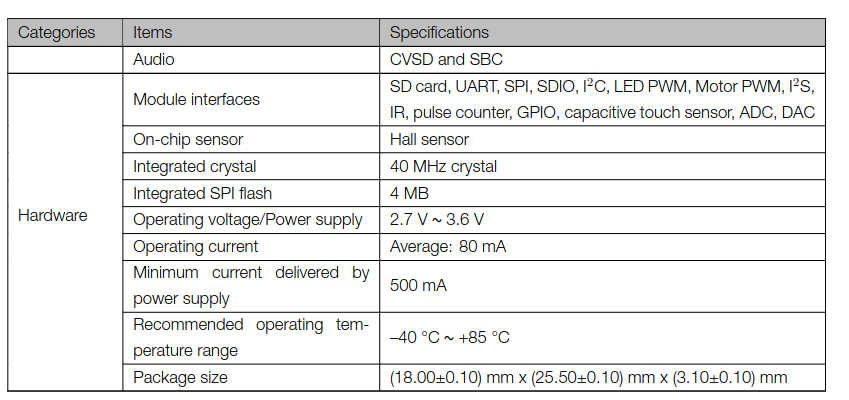 Categories Items Specifications
Audio CVSD and SBC
Hardware
Module interfaces SD card, UART, SPI, SDIO, I²C, LED PWM, Motor PWM, I²S,
IR, pulse counter, GPIO, capacitive touch sensor, ADC, DAC
On-chip sensor Hall sensor
Integrated crystal 40 MHz crystal
Integrated SPI flash 4 MB
Operating voltage/Power supply 2.7 V ~ 3.6 V
Operating current Average: 80 mA
Minimum current delivered by
power supply 500 mA
Recommended operating tem-
perature range –40 °C ~ +85 °C
Package size (18.00±0.10) mm x (25.50±0.10) mm x (3.10±0.10) mm